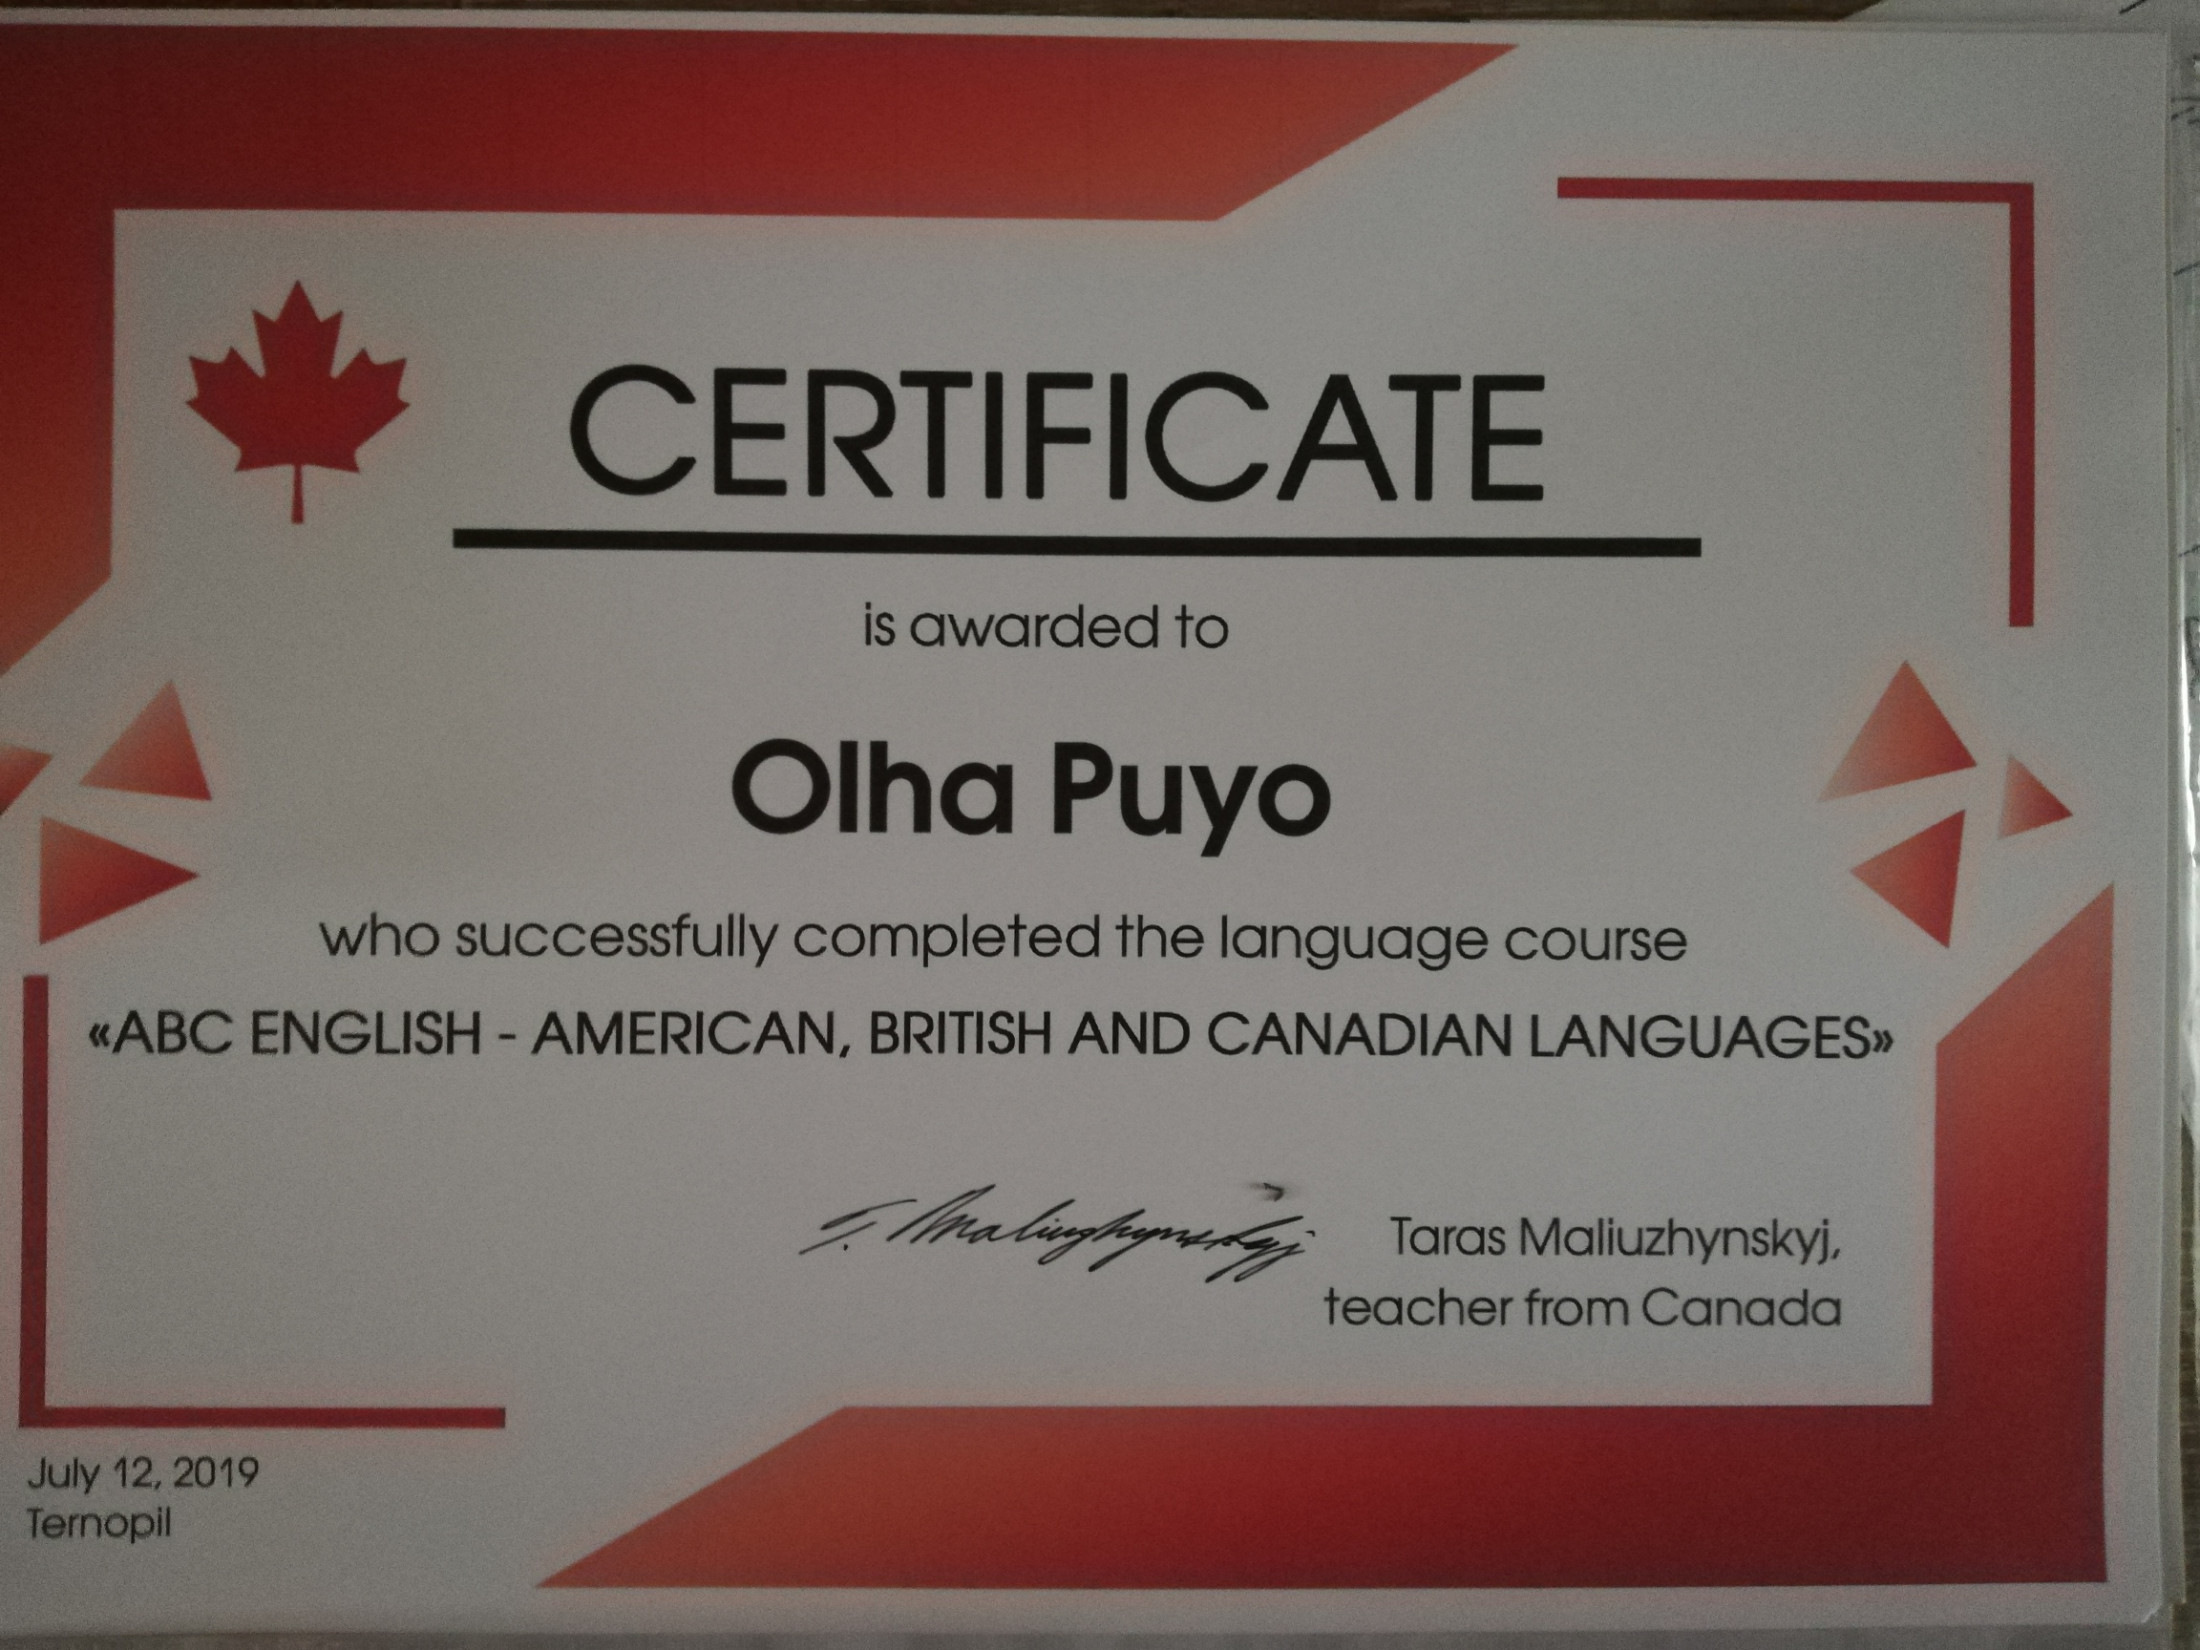 CERTIFICATE
is awarded to
Olha Puyo
who successfully completed the language course
«ABC ENGLISH - AMERICAN, BRITISH AND CANADIAN LANGUAGES»
T. Maliuzhynskyj
Taras Maliuzhynskyj,
teacher from Canada
July 12, 2019
Ternopil